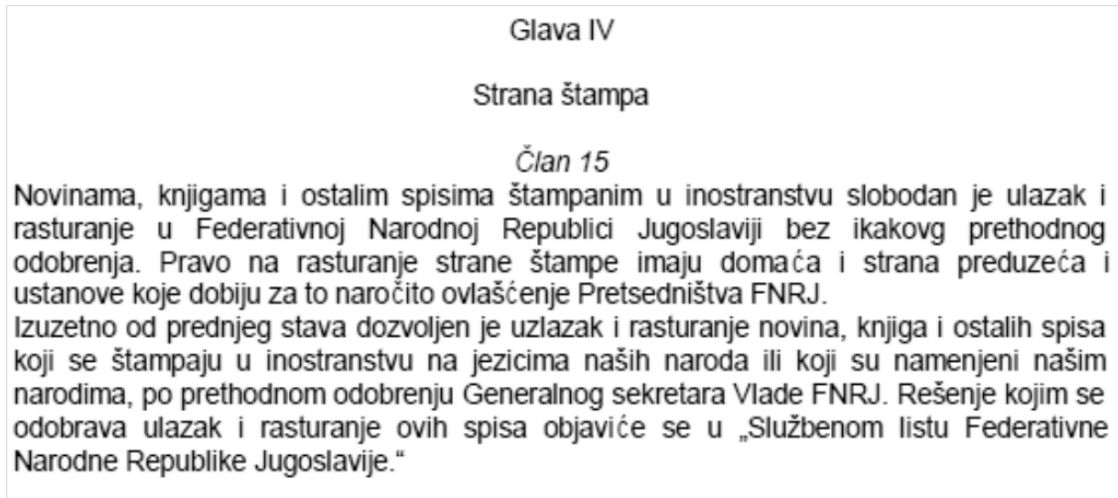 Glava IV
Strana štampa
Član 15
Novinama, knjigama i ostalim spisima štampanim u inostranstvu slobodan je ulazak i
rasturanje u Federativnoj Narodnoj Republici Jugoslaviji bez ikakovg prethodnog
odobrenja. Pravo na rasturanje strane štampe imaju domaća i strana preduzeća i
ustanove koje dobiju za to naročito ovlašćenje Pretsedništva FNRJ.
Izuzetno od prednjeg stava dozvoljen je uzlazak i rasturanje novina, knjiga i ostalih spisa
koji se štampaju u inostranstvu na jezicima naših naroda ili koji su namenjeni našim
narodima, po prethodnom odobrenju Generalnog sekretara Vlade FNRJ. Rešenje kojim se
odobrava ulazak i rasturanje ovih spisa objaviće se u „Službenom listu Federativne
Narodne Republike Jugoslavije.“